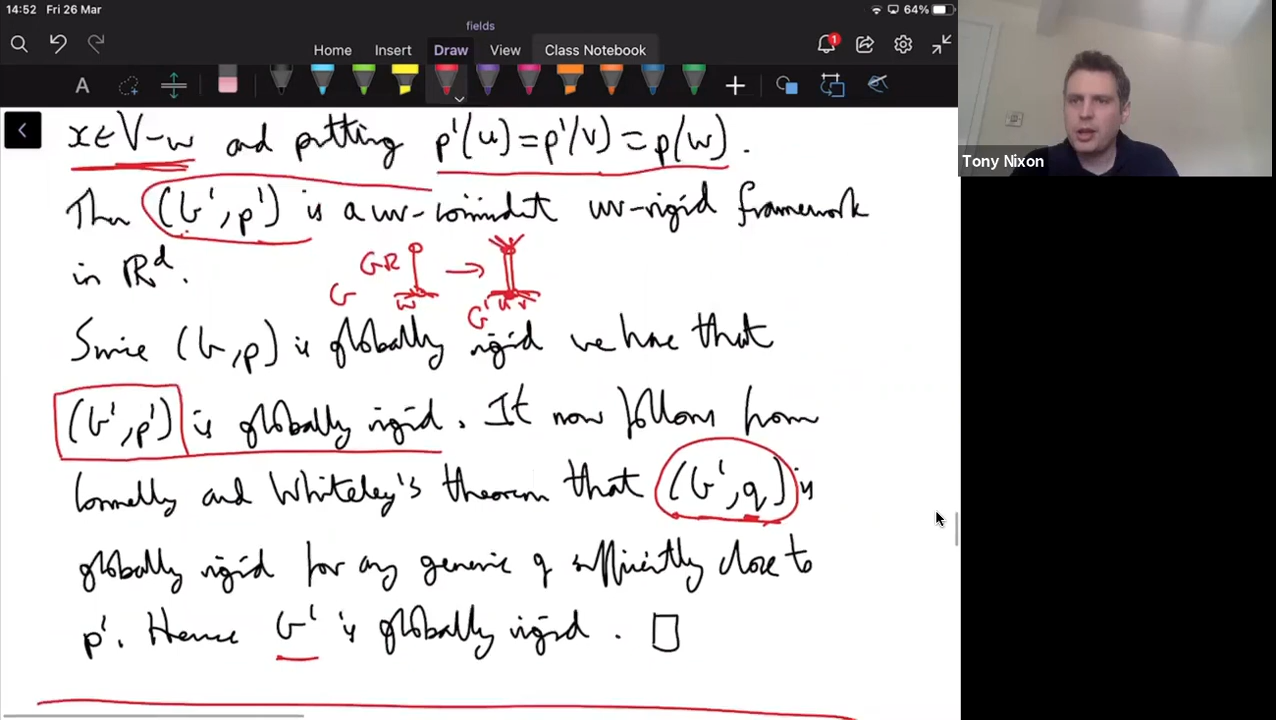 14:52 Fri 26 Mar
64%
fields
Home Insert Draw View Class Notebook
1
A
x∈V-w and putting p'(u)=p'(v)=p(w).
Then (G',p') is a uv-coincident uv-rigid framework
in ℝᵈ.
GR
G
w
G'
u v
Since (G,p) is globally rigid we have that
(G',p') is globally rigid. It now follows from
Connelly and Whiteley's theorem that (G',q) is
globally rigid for any generic q sufficiently close to
p'. Hence G' is globally rigid. □
Tony Nixon